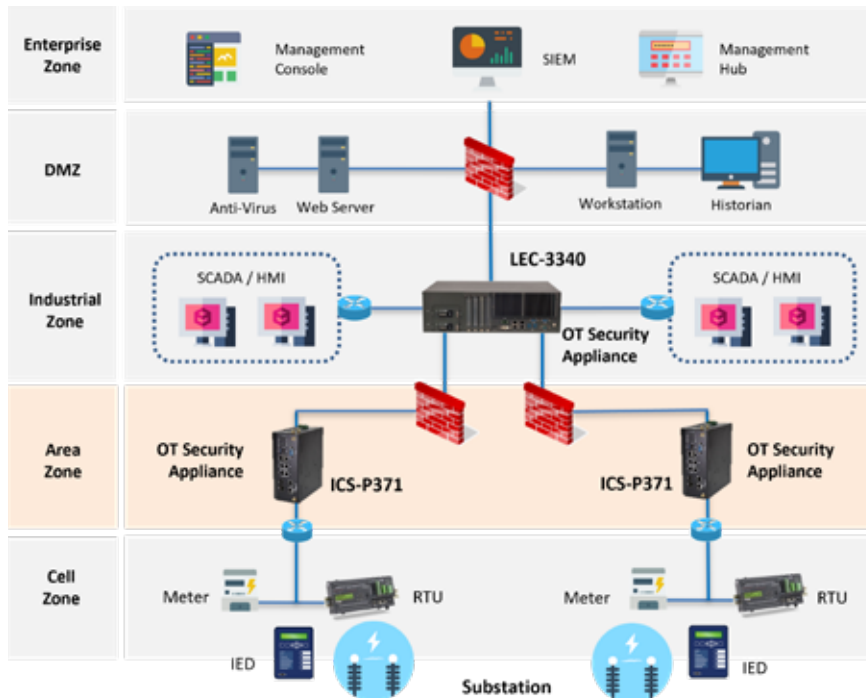 Enterprise
Zone
Management
Console
SIEM
Management
Hub
DMZ
Anti-Virus
Web Server
Workstation
Historian
Industrial
Zone
SCADA / HMI
LEC-3340
OT Security
Appliance
SCADA / HMI
Area
Zone
OT Security
Appliance
ICS-P371
ICS-P371
OT Security
Appliance
Cell
Zone
Meter
RTU
IED
Meter
RTU
IED
Substation